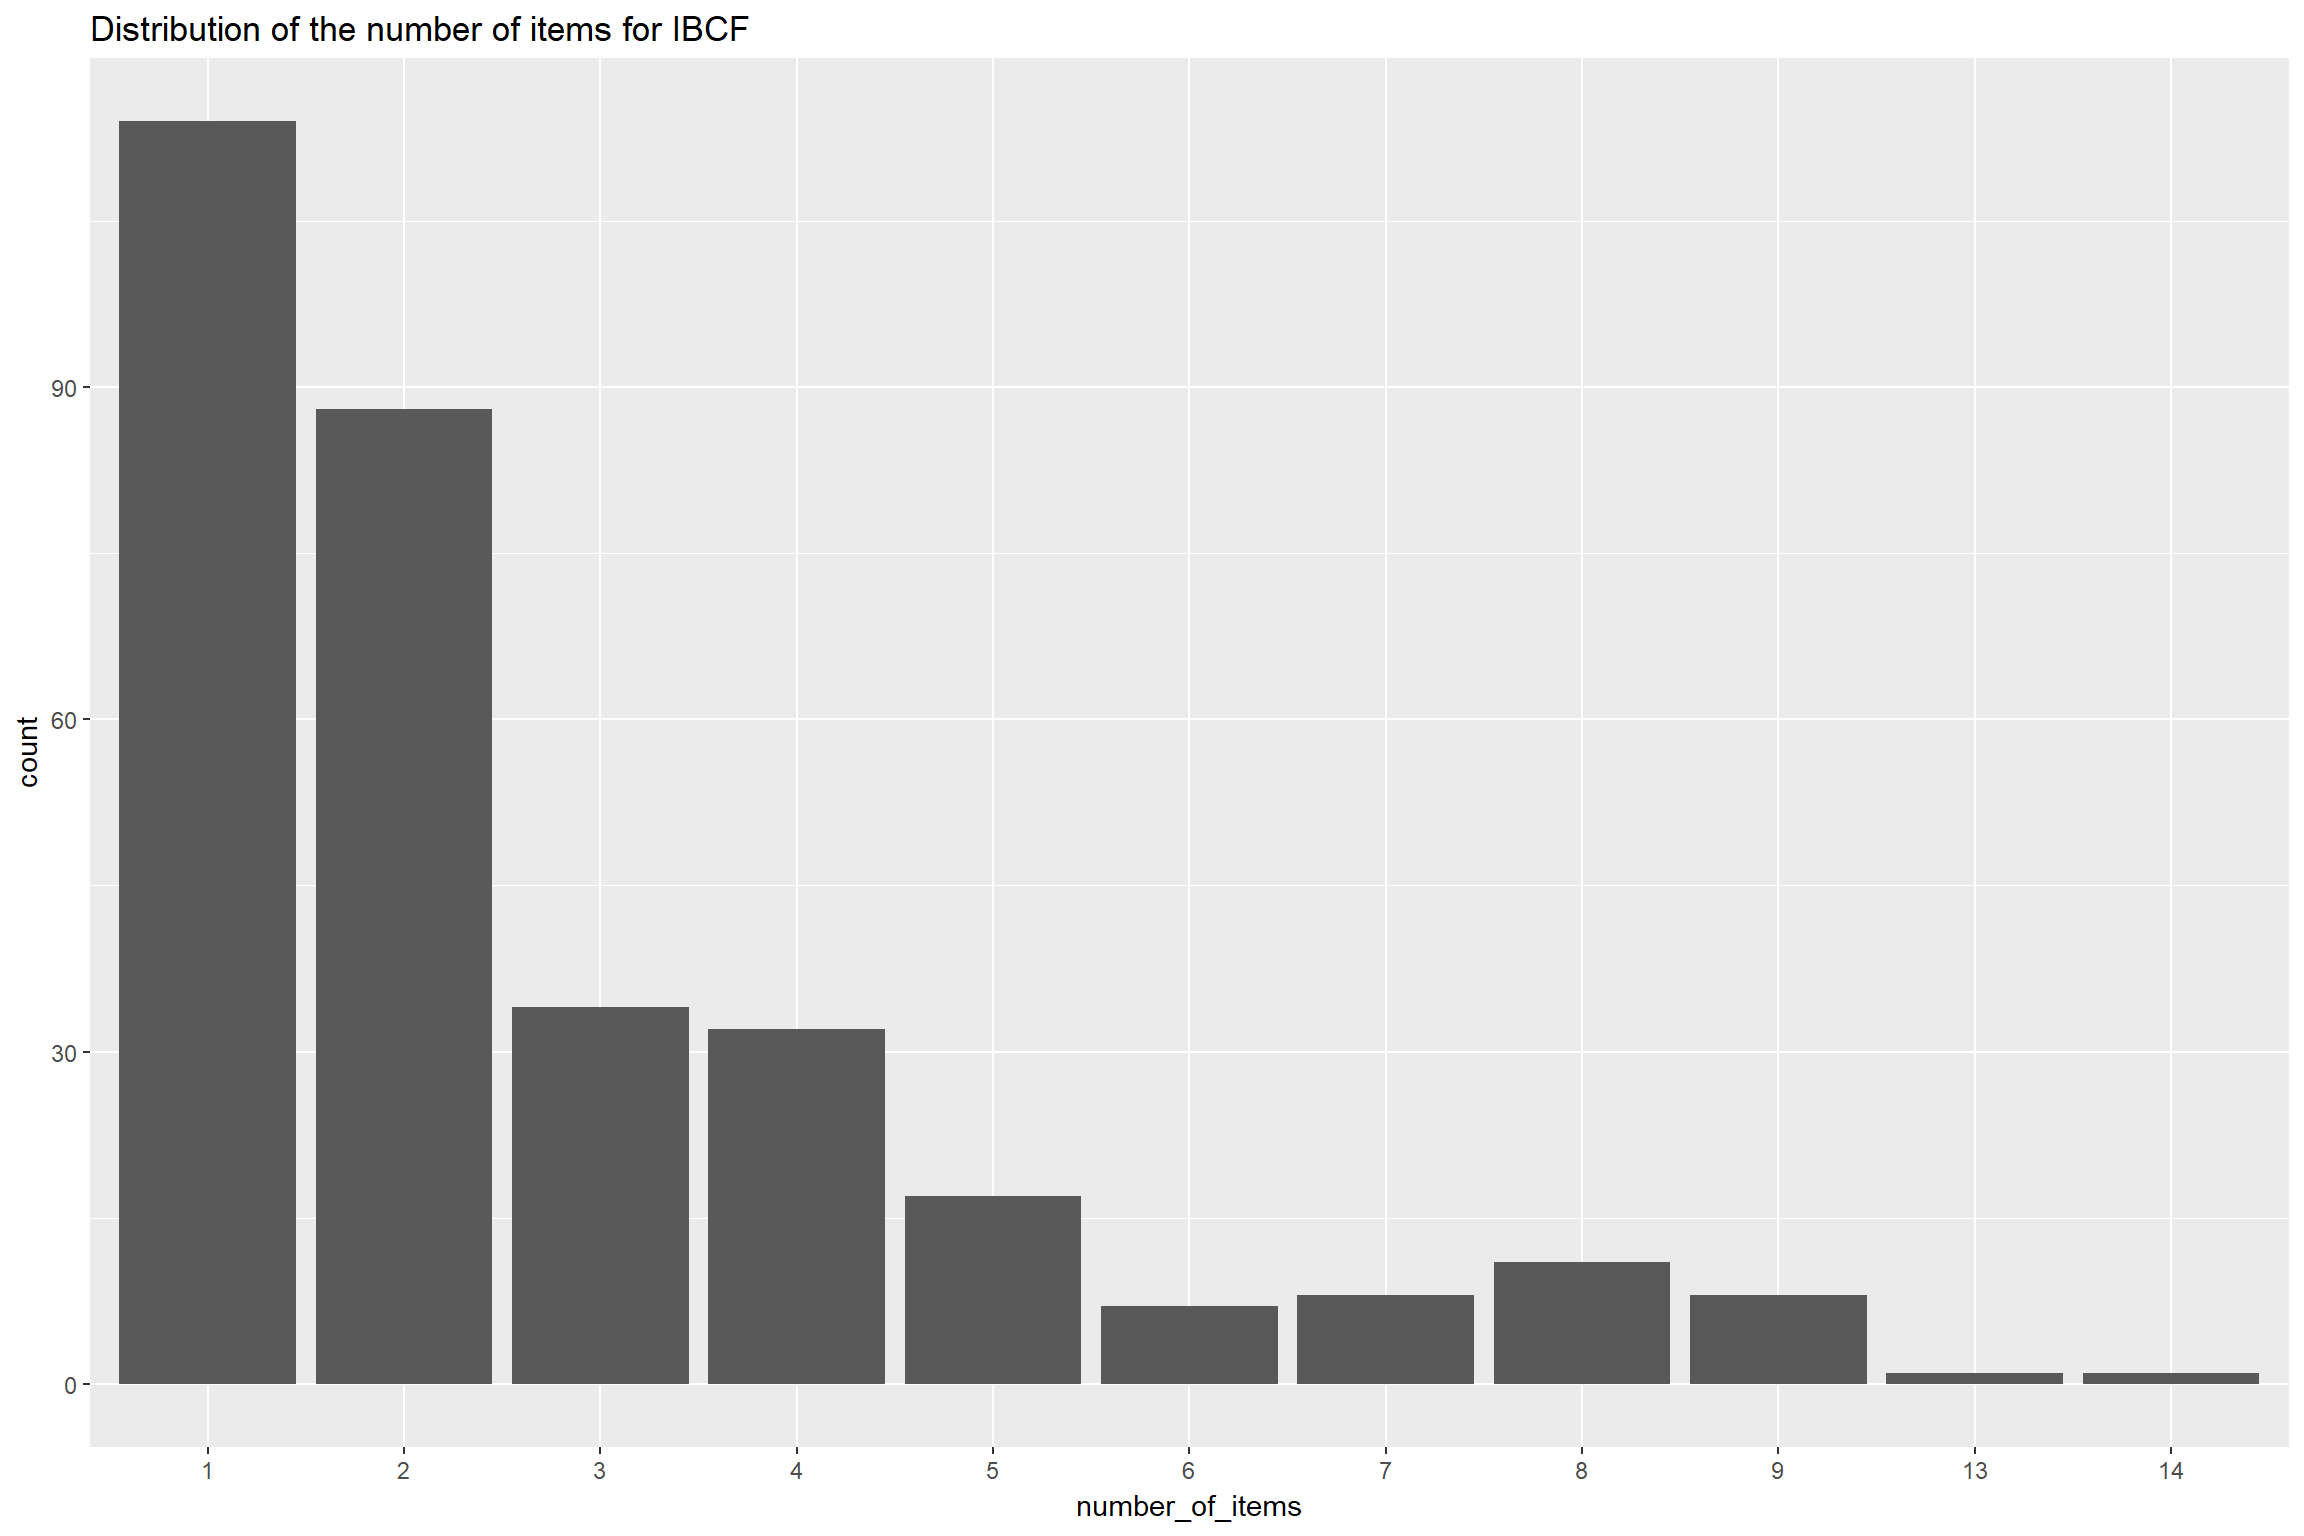 Distribution of the number of items for IBCF
90
60
30
0
count
1 2 3 4 5 6 7 8 9 13 14
number_of_items